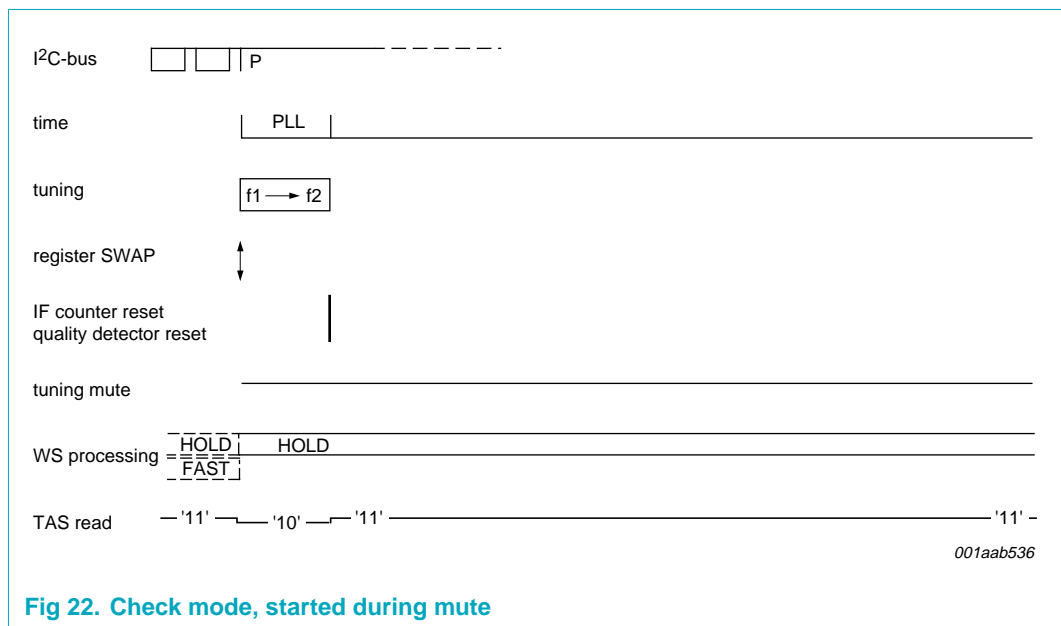 I2C-bus P
time PLL
tuning f1 → f2
register SWAP
IF counter reset
quality detector reset
tuning mute
HOLD HOLD
WS processing
FAST
TAS read '11' '10' '11' '11'
001aab536
Fig 22. Check mode, started during mute